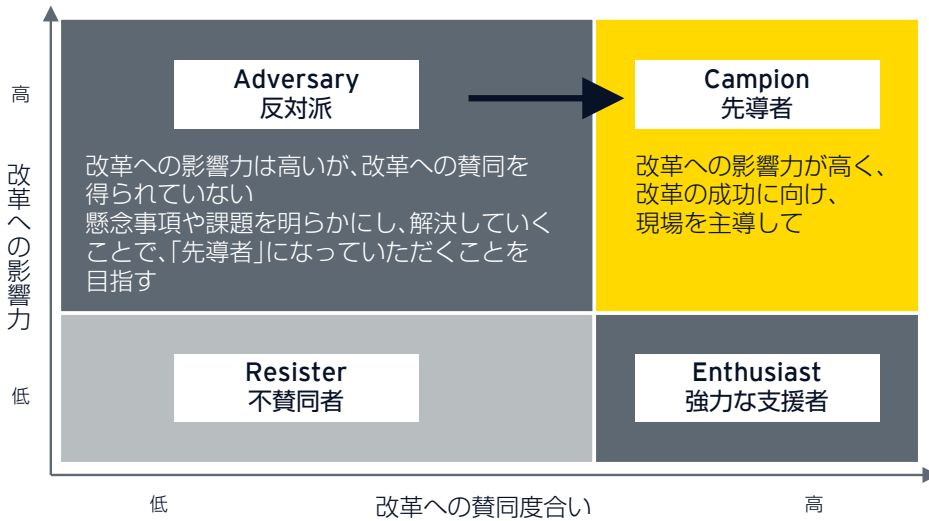 高
改革への影響力
低
Adversary
反対派
改革への影響力は高いが、改革への賛同を
得られていない
懸念事項や課題を明らかにし、解決していく
ことで、「先導者」になっていただくことを
目指す
Campion
先導者
改革への影響力が高く、
改革の成功に向け、
現場を主導して
Resister
不賛同者
Enthusiast
強力な支援者
低
改革への賛同度合い
高